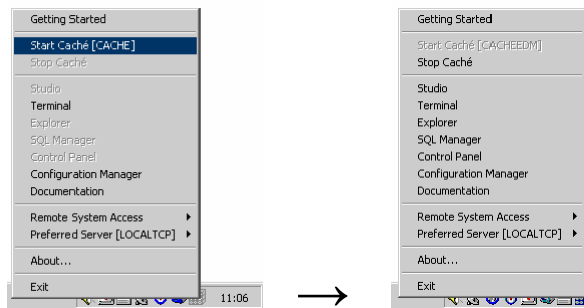 Getting Started
Start Caché [CACHE]
Stop Caché
Studio
Terminal
Explorer
SQL Manager
Control Panel
Configuration Manager
Documentation
Remote System Access
Preferred Server [LOCALTCP]
About...
Exit
11:06
Getting Started
Start Caché [CACHEEDM]
Stop Caché
Studio
Terminal
Explorer
SQL Manager
Control Panel
Configuration Manager
Documentation
Remote System Access
Preferred Server [LOCALTCP]
About...
Exit